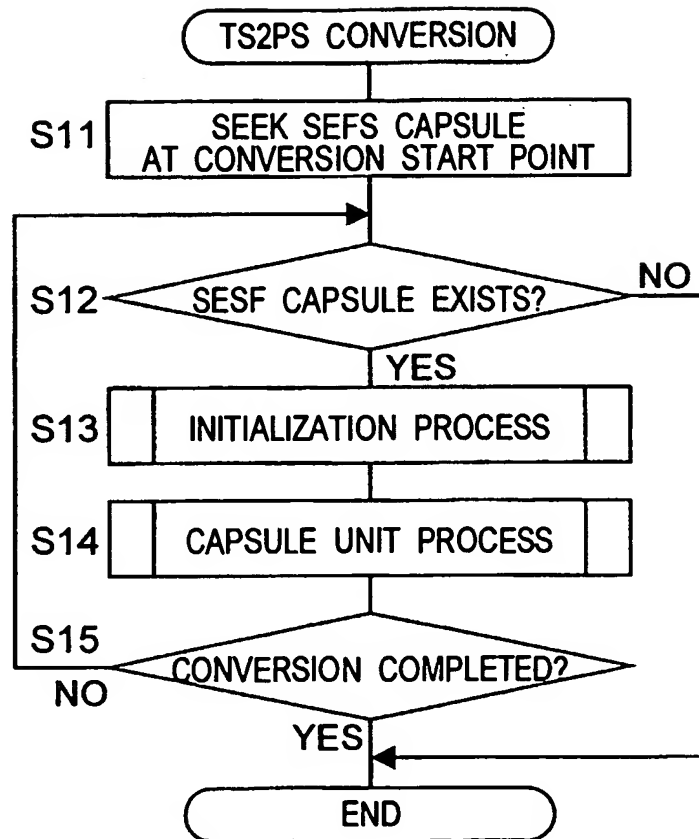 TS2PS CONVERSION
S11
SEEK SEFS CAPSULE
AT CONVERSION START POINT
S12
SESF CAPSULE EXISTS?
NO
YES
S13
INITIALIZATION PROCESS
S14
CAPSULE UNIT PROCESS
S15
CONVERSION COMPLETED?
NO
YES
END